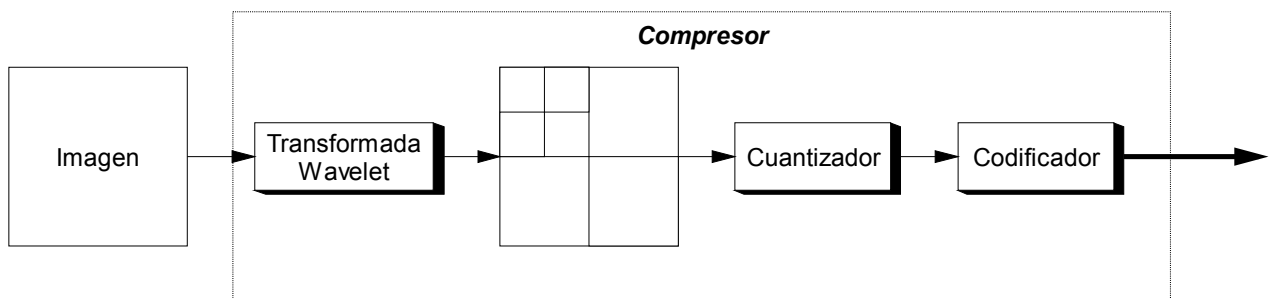 Compresor
Imagen
Transformada
Wavelet
Cuantizador
Codificador